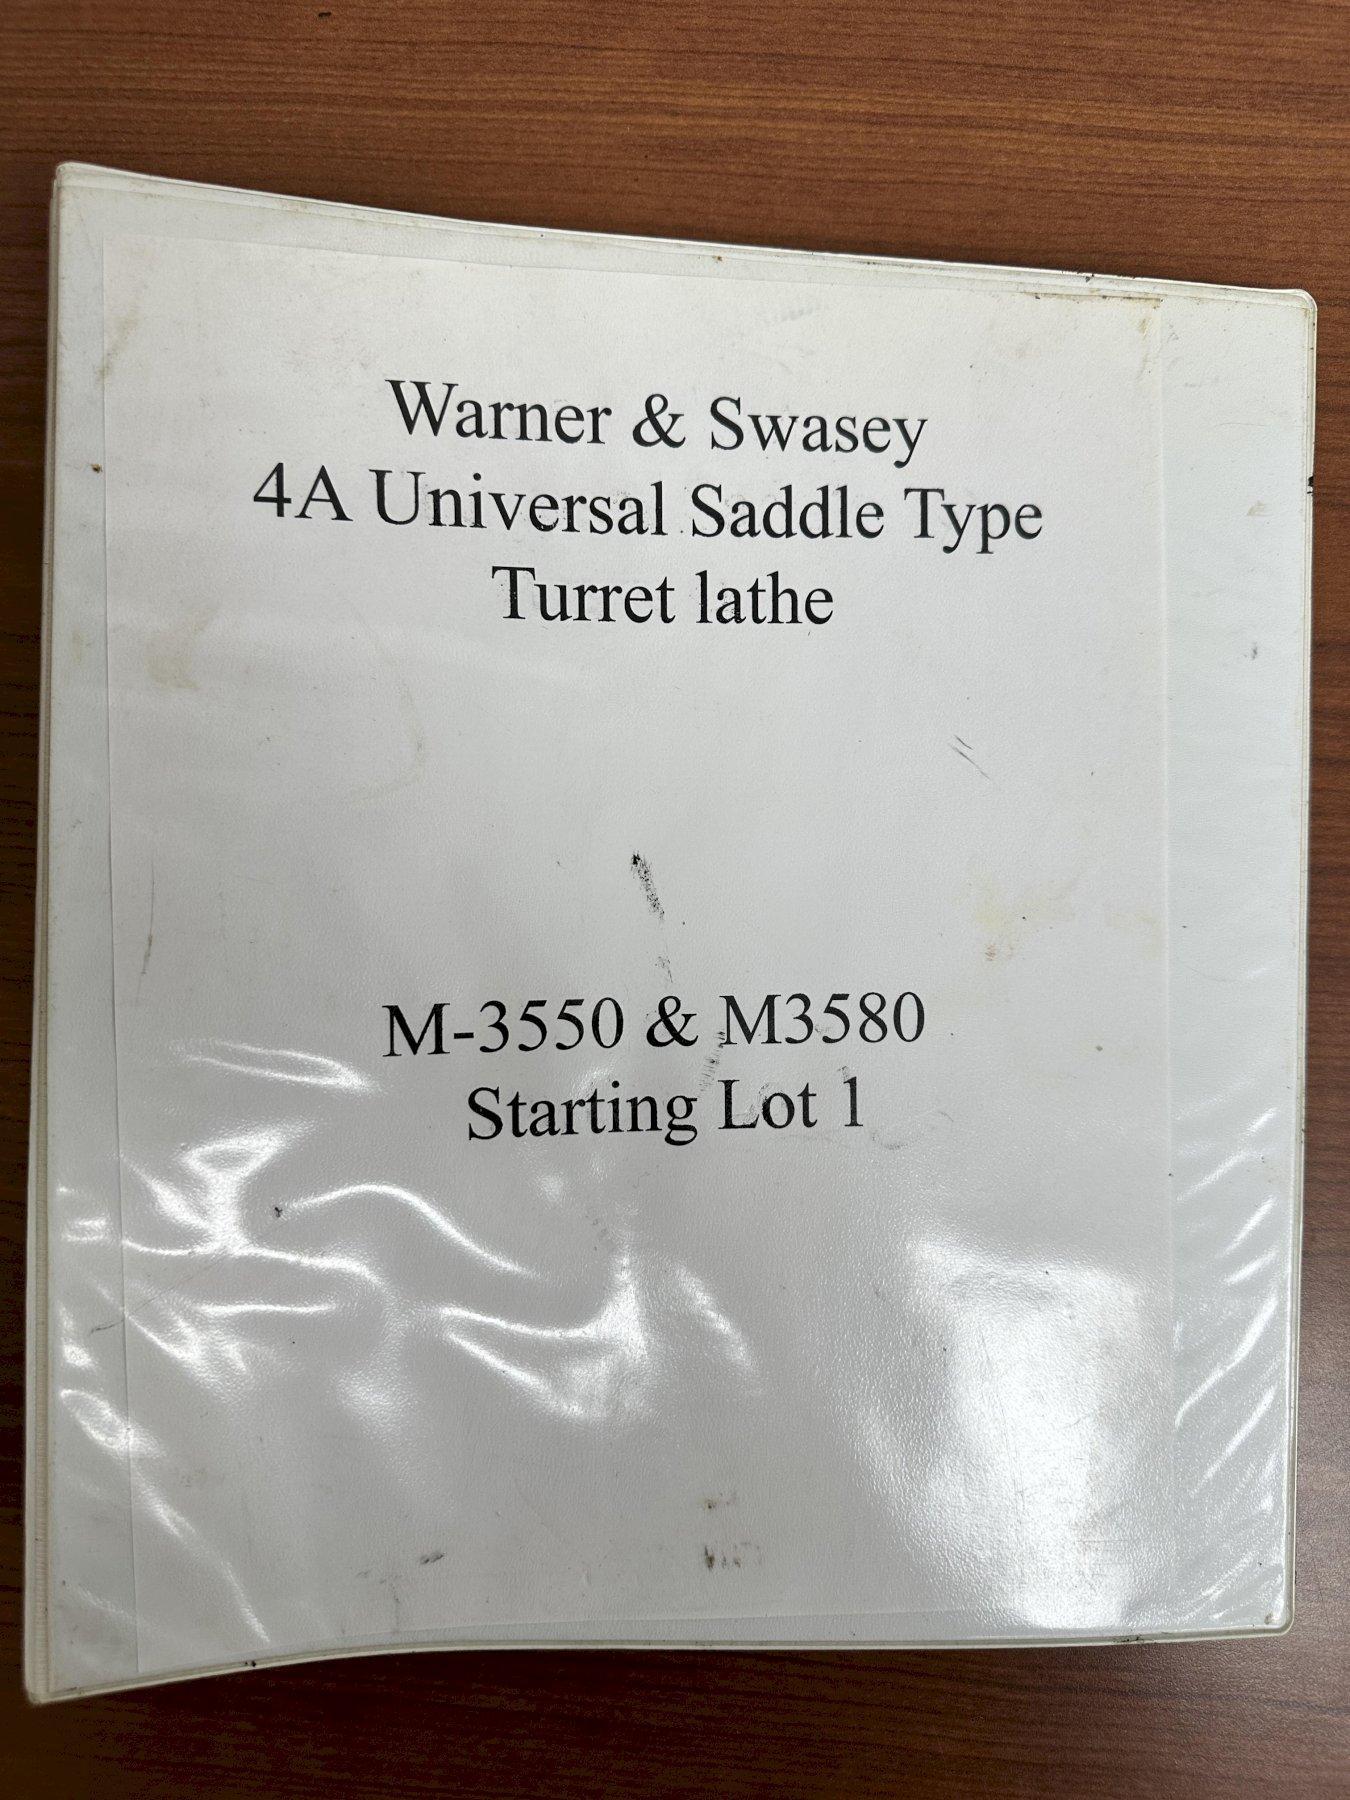 Warner & Swasey
4A Universal Saddle Type
Turret lathe
M-3550 & M3580
Starting Lot 1